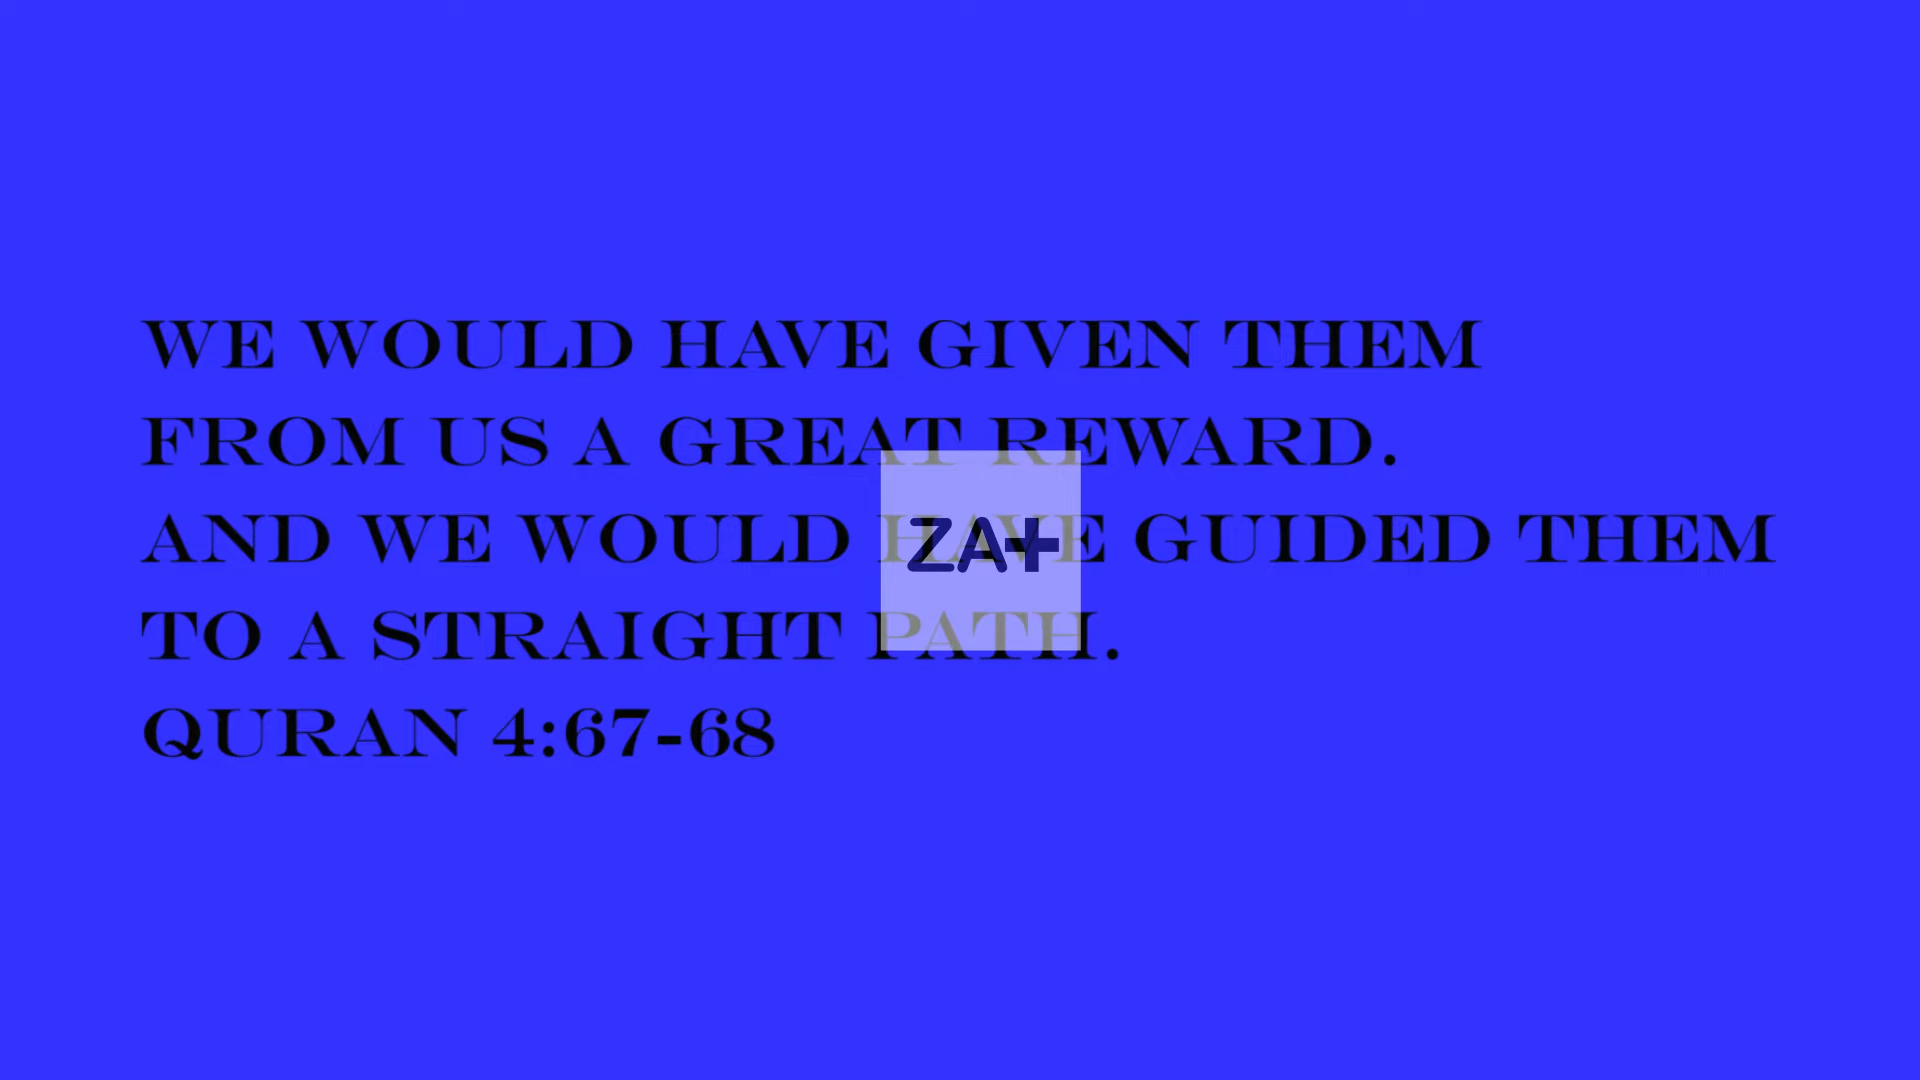 WE WOULD HAVE GIVEN THEM
FROM US A GREAT REWARD.
AND WE WOULD HAVE GUIDED THEM
TO A STRAIGHT PATH.
QURAN 4:67-68
ZA+